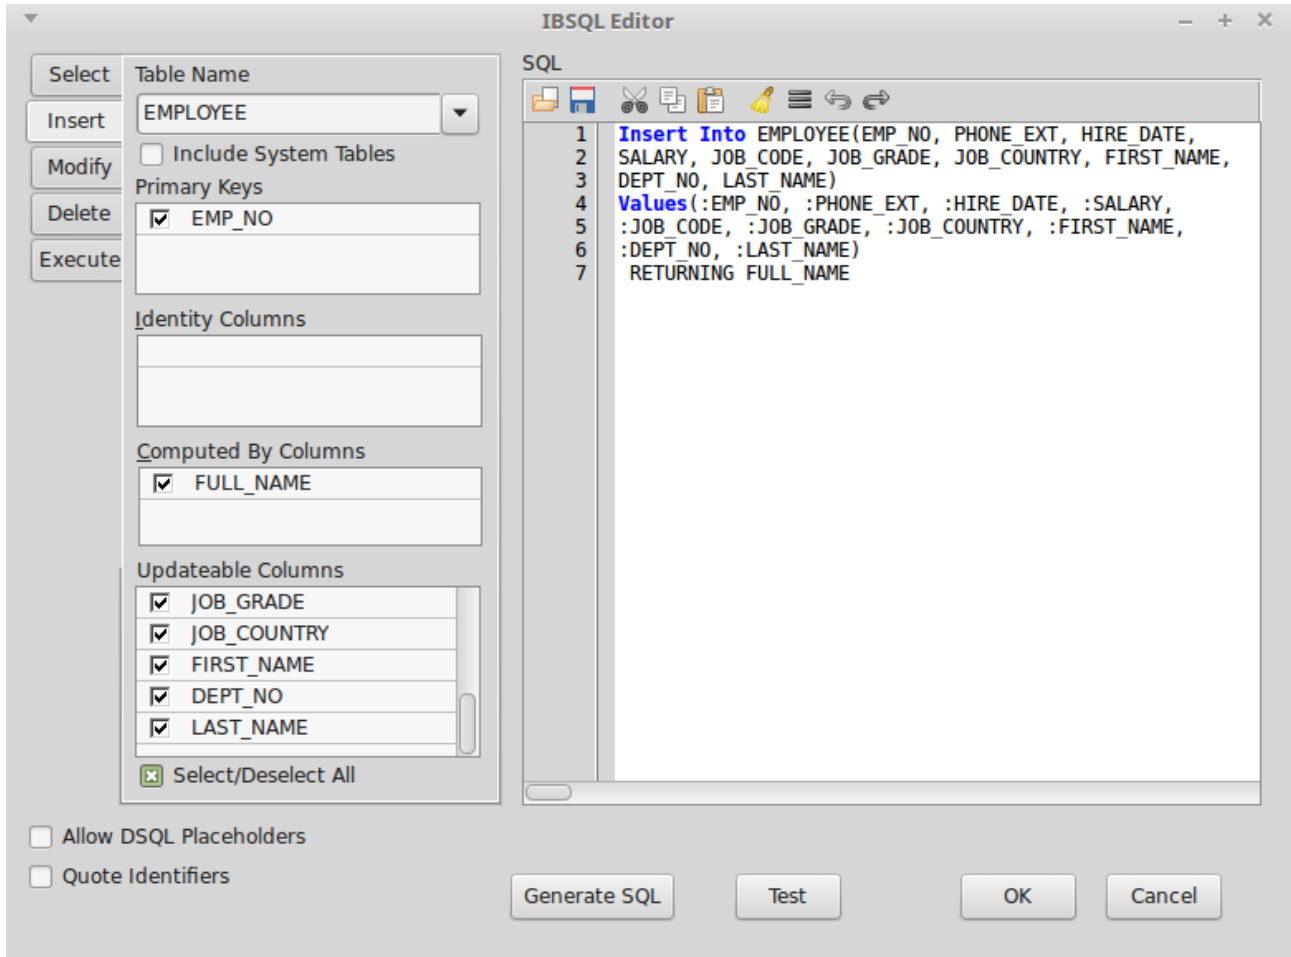 IBSQL Editor
Select
Insert
Modify
Delete
Execute
Table Name
EMPLOYEE
Include System Tables
Primary Keys
EMP_NO
Identity Columns
Computed By Columns
FULL_NAME
Updateable Columns
JOB_GRADE
JOB_COUNTRY
FIRST_NAME
DEPT_NO
LAST_NAME
Select/Deselect All
SQL
1 Insert Into EMPLOYEE(EMP_NO, PHONE_EXT, HIRE_DATE,
2 SALARY, JOB_CODE, JOB_GRADE, JOB_COUNTRY, FIRST_NAME,
3 DEPT_NO, LAST_NAME)
4 Values(:EMP_NO, :PHONE_EXT, :HIRE_DATE, :SALARY,
5 :JOB_CODE, :JOB_GRADE, :JOB_COUNTRY, :FIRST_NAME,
6 :DEPT_NO, :LAST_NAME)
7 RETURNING FULL_NAME
Allow DSQL Placeholders
Quote Identifiers
Generate SQL
Test
OK
Cancel